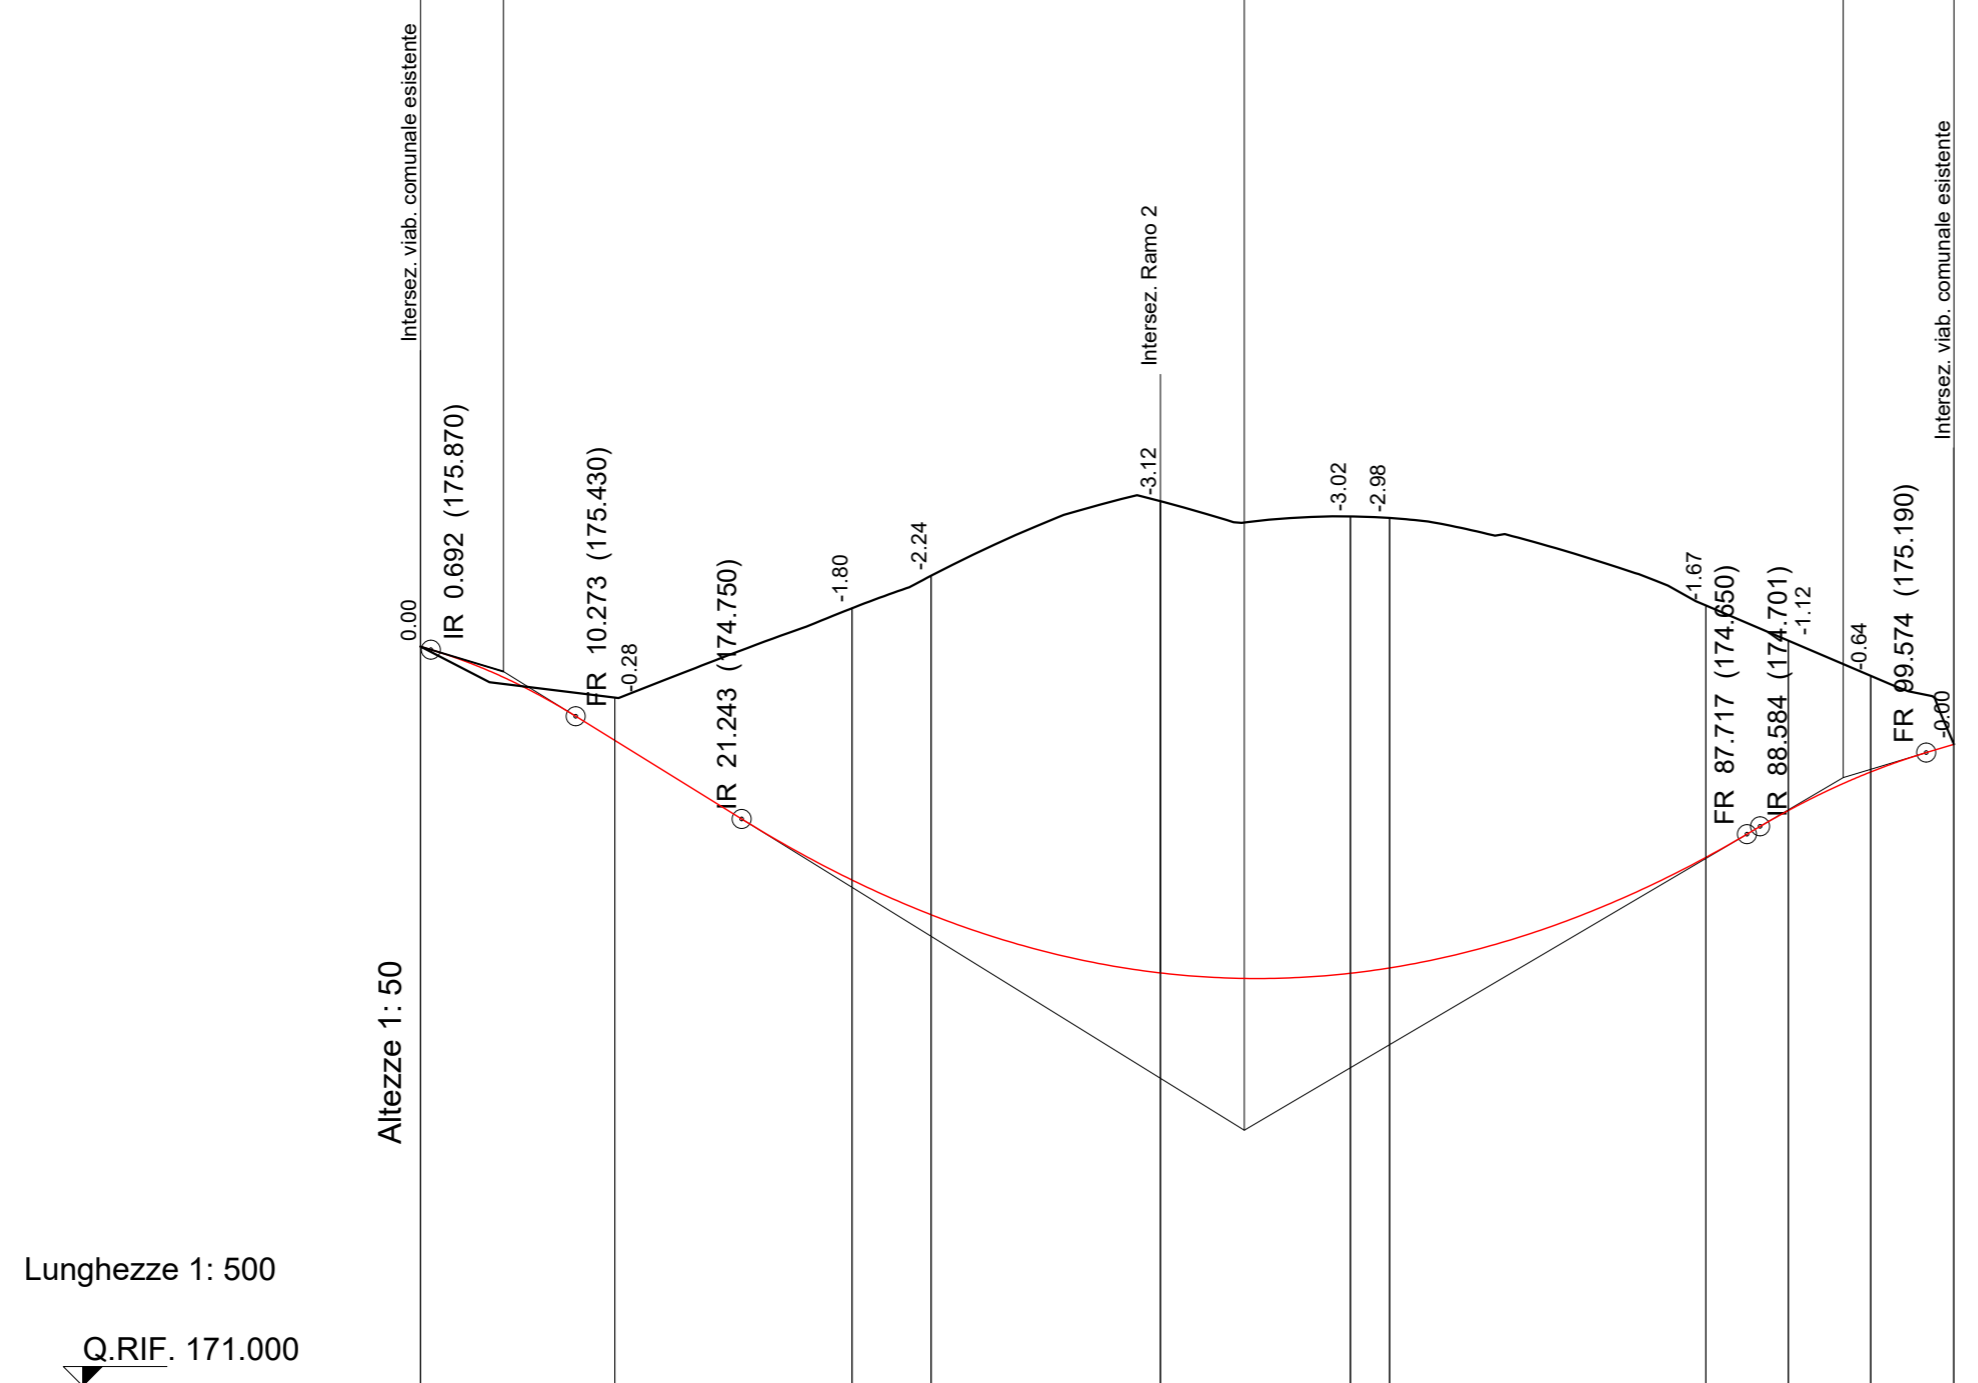 Intersez. viab. comunale esistente
0.00
IR 0.692 (175.870)
FR 10.273 (175.430)
-0.28
IR 21.243 (174.750)
-1.80
-2.24
Intersez. Ramo 2
-3.12
-3.02
-2.98
-1.67
FR 87.717 (174.650)
IR 88.584 (174.701)
-1.12
-0.64
FR 99.574 (175.190)
-0.00
Intersez. viab. comunale esistente
Altezze 1: 50
Lunghezze 1: 500
Q.RIF. 171.000